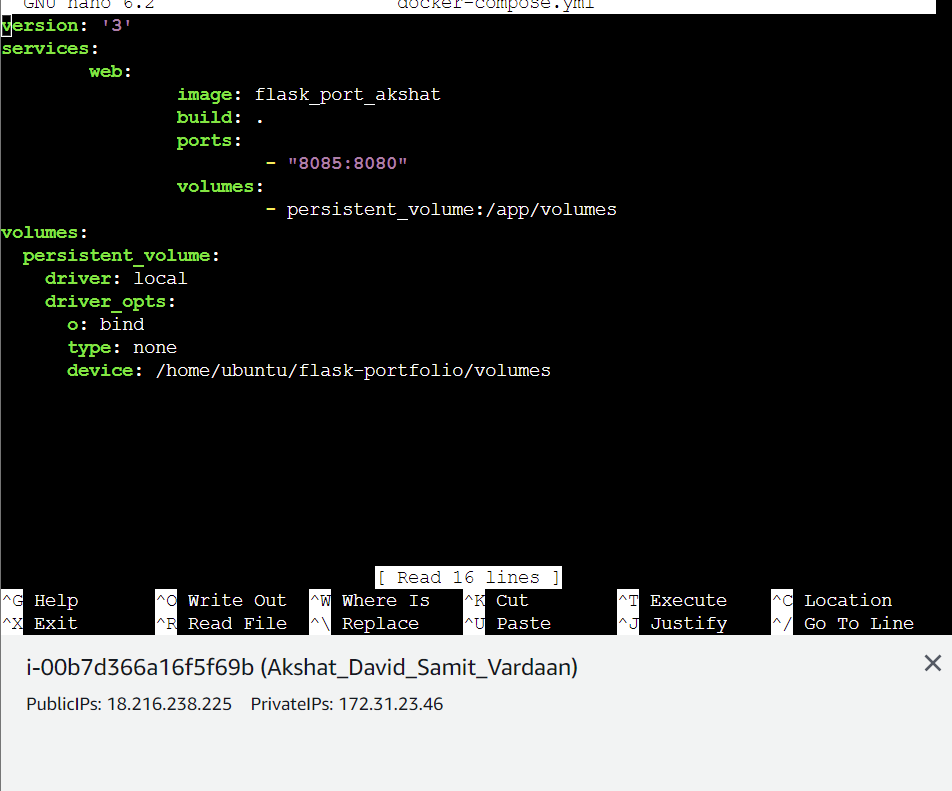 GNU nano 6.2 docker-compose.yml
version: '3'
services:
        web:
                image: flask_port_akshat
                build: .
                ports:
                        - "8085:8080"
                volumes:
                        - persistent_volume:/app/volumes
volumes:
  persistent_volume:
    driver: local
    driver_opts:
      o: bind
      type: none
      device: /home/ubuntu/flask-portfolio/volumes
[ Read 16 lines ]
^G Help ^O Write Out ^W Where Is ^K Cut ^T Execute ^C Location
^X Exit ^R Read File ^\ Replace ^U Paste ^J Justify ^/ Go To Line
i-00b7d366a16f5f69b (Akshat_David_Samit_Vardaan)
PublicIPs: 18.216.238.225 PrivateIPs: 172.31.23.46